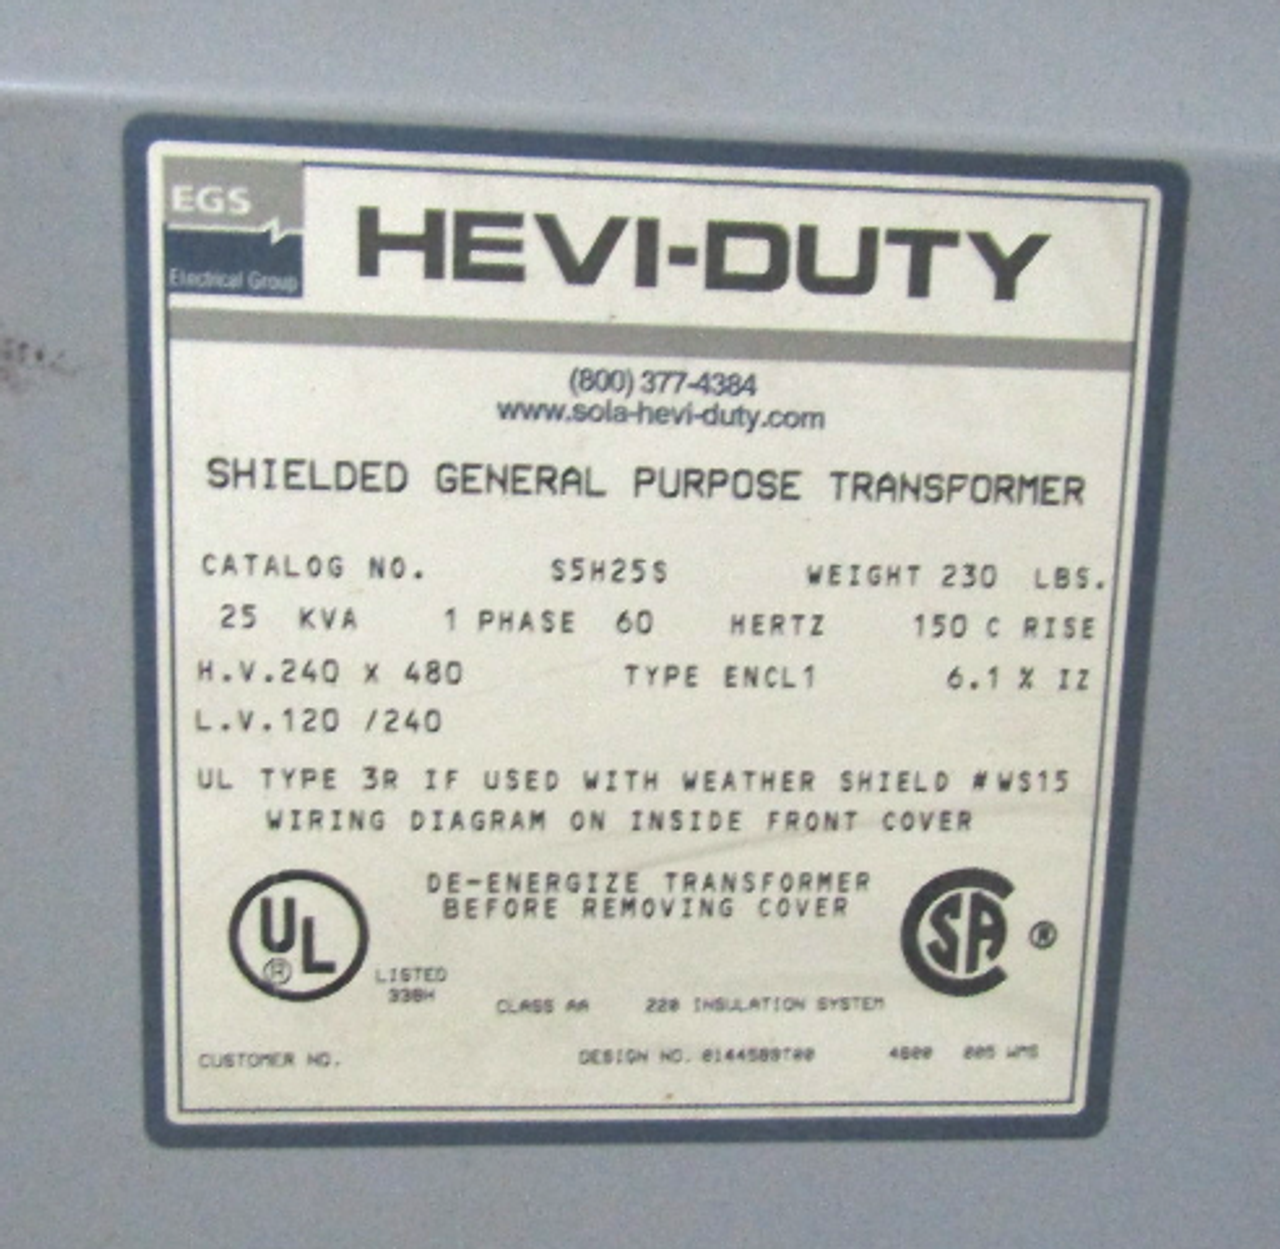 EGS
Electrical Group
HEVI-DUTY
(800) 377-4384
www.sola-hevi-duty.com
SHIELDED GENERAL PURPOSE TRANSFORMER
CATALOG NO. S5H25S WEIGHT 230 LBS.
25 KVA 1 PHASE 60 HERTZ 150 C RISE
H.V.240 X 480 TYPE ENCL1 6.1 % IZ
L.V.120 /240
UL TYPE 3R IF USED WITH WEATHER SHIELD #WS15
WIRING DIAGRAM ON INSIDE FRONT COVER
DE-ENERGIZE TRANSFORMER
BEFORE REMOVING COVER
UL ®
LISTED
SA ®
CLASS AA 220 INSULATION SYSTEM
CUSTOMER NO. DESIGN NO.